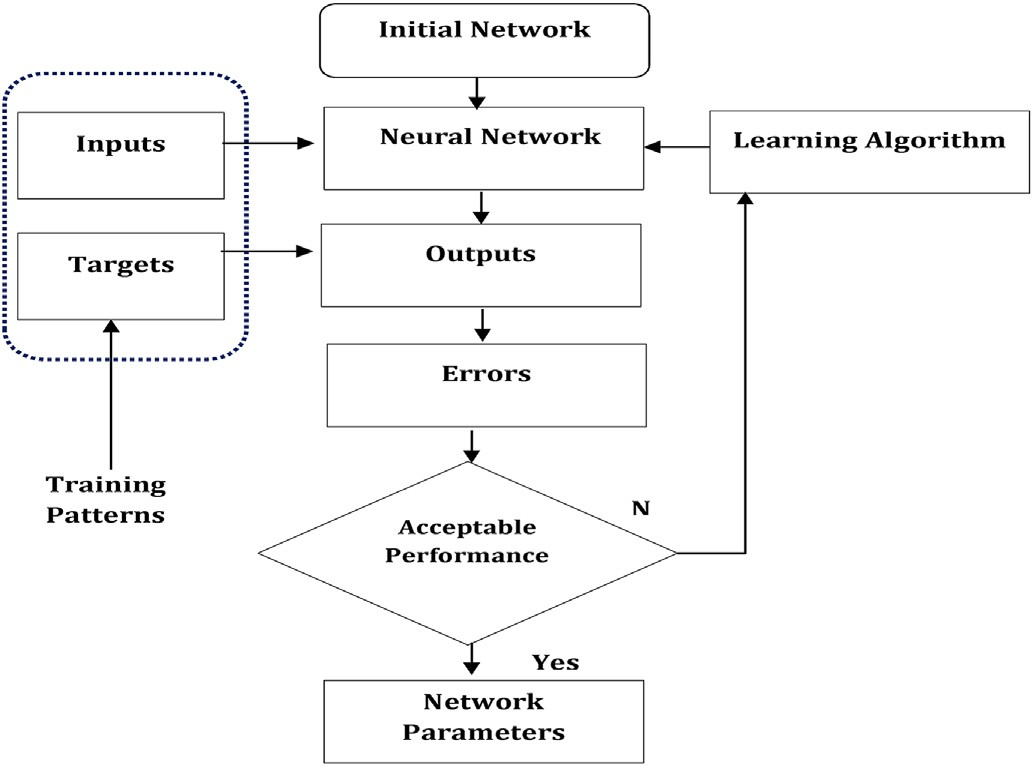 Initial Network
Inputs
Neural Network
Learning Algorithm
Targets
Outputs
Errors
Training
Patterns
N
Acceptable
Performance
Yes
Network
Parameters